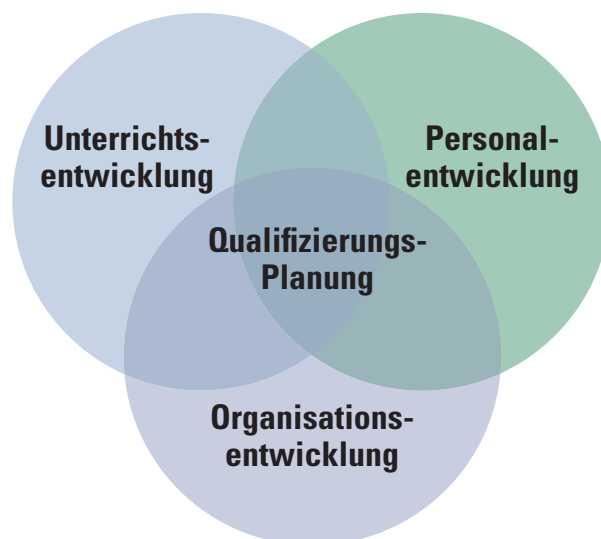 Unterrichts-
entwicklung
Personal-
entwicklung
Qualifizierungs-
Planung
Organisations-
entwicklung